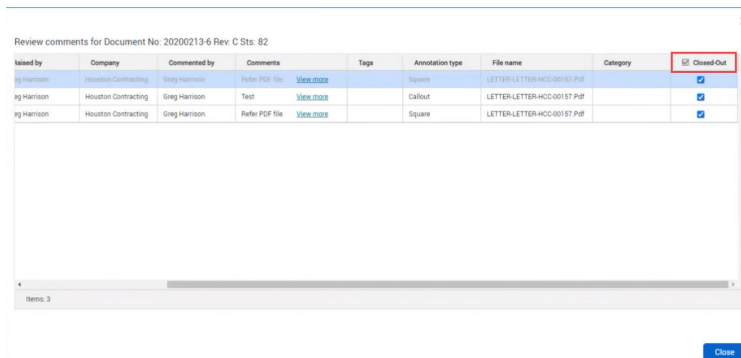 Review comments for Document No: 20200213-6 Rev: C Sts: 82
Raised by Company Commented by Comments Tags Annotation type File name Category Closed-Out
eg Harrison Houston Contracting Greg Harrison Refer PDF file. View more Square LETTER-LETTER-HCC-00157.Pdf
eg Harrison Houston Contracting Greg Harrison Test View more Callout LETTER-LETTER-HCC-00157.Pdf
eg Harrison Houston Contracting Greg Harrison Refer PDF file. View more Square LETTER-LETTER-HCC-00157.Pdf
Items: 3
Close